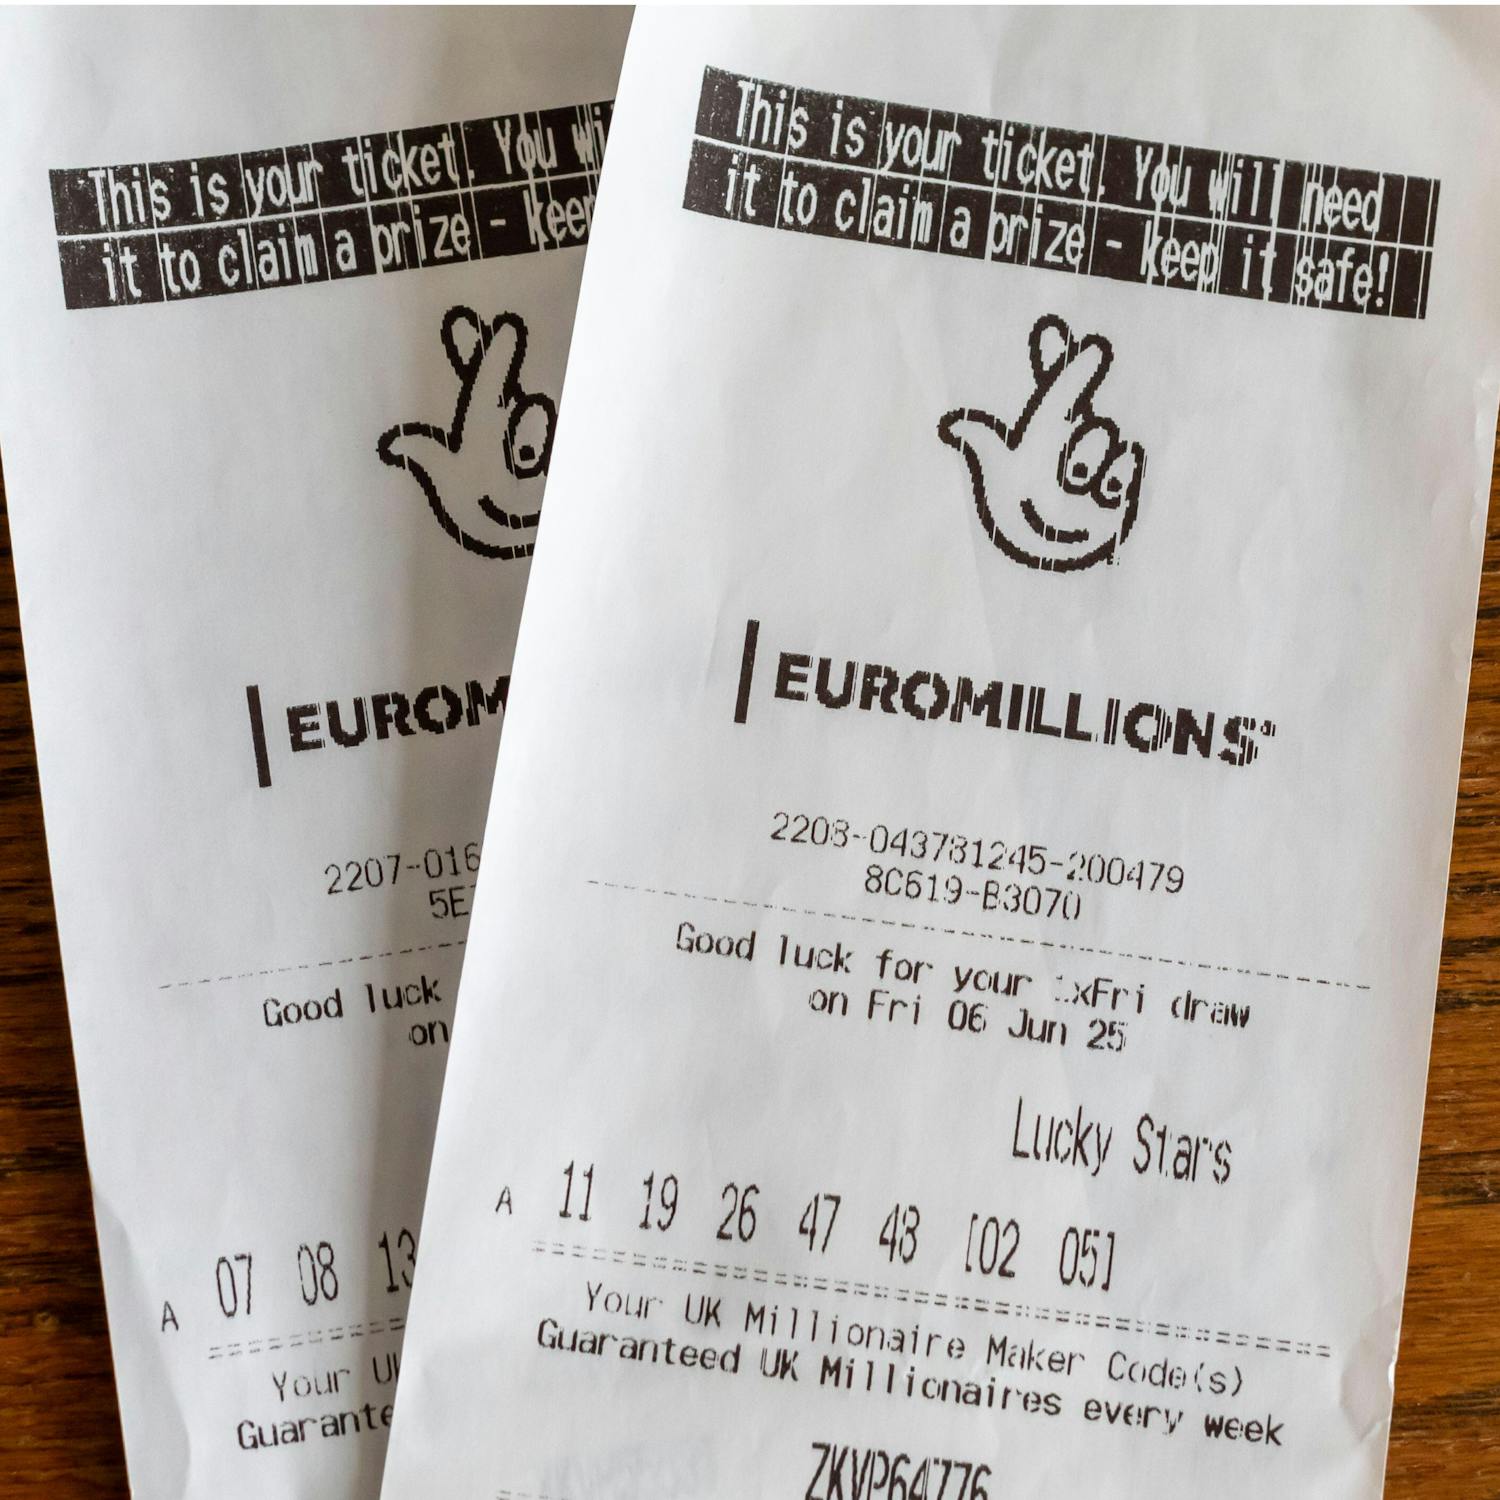 This is your ticket. You wi
it to claim a prize - keep
EUROM
2207-016
5E
Good luck
on
A 07 08 13
Your UK
Guarante
This is your ticket. You will need
it to claim a prize - keep it safe!
EUROMILLIONS
2208-043781245-200479
8C619-B3070
Good luck for your xFri draw
on Fri 06 Jun 25
Lucky Stars
A 11 19 26 47 48 [02 05]
Your UK Millionaire Maker Code(s)
Guaranteed UK Millionaires every week
ZKVP64776